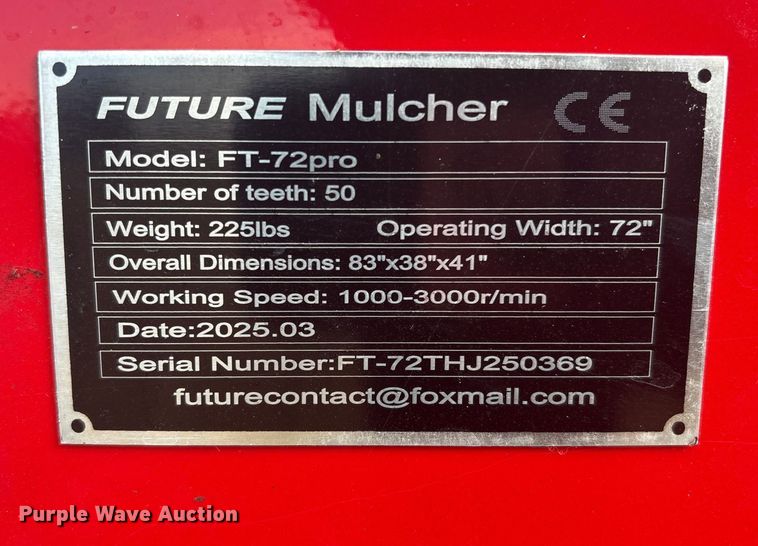 FUTURE Mulcher CE
Model: FT-72pro
Number of teeth: 50
Weight: 225lbs Operating Width: 72"
Overall Dimensions: 83"x38"x41"
Working Speed: 1000-3000r/min
Date:2025.03
Serial Number:FT-72THJ250369
futurecontact@foxmail.com
Purple Wave Auction